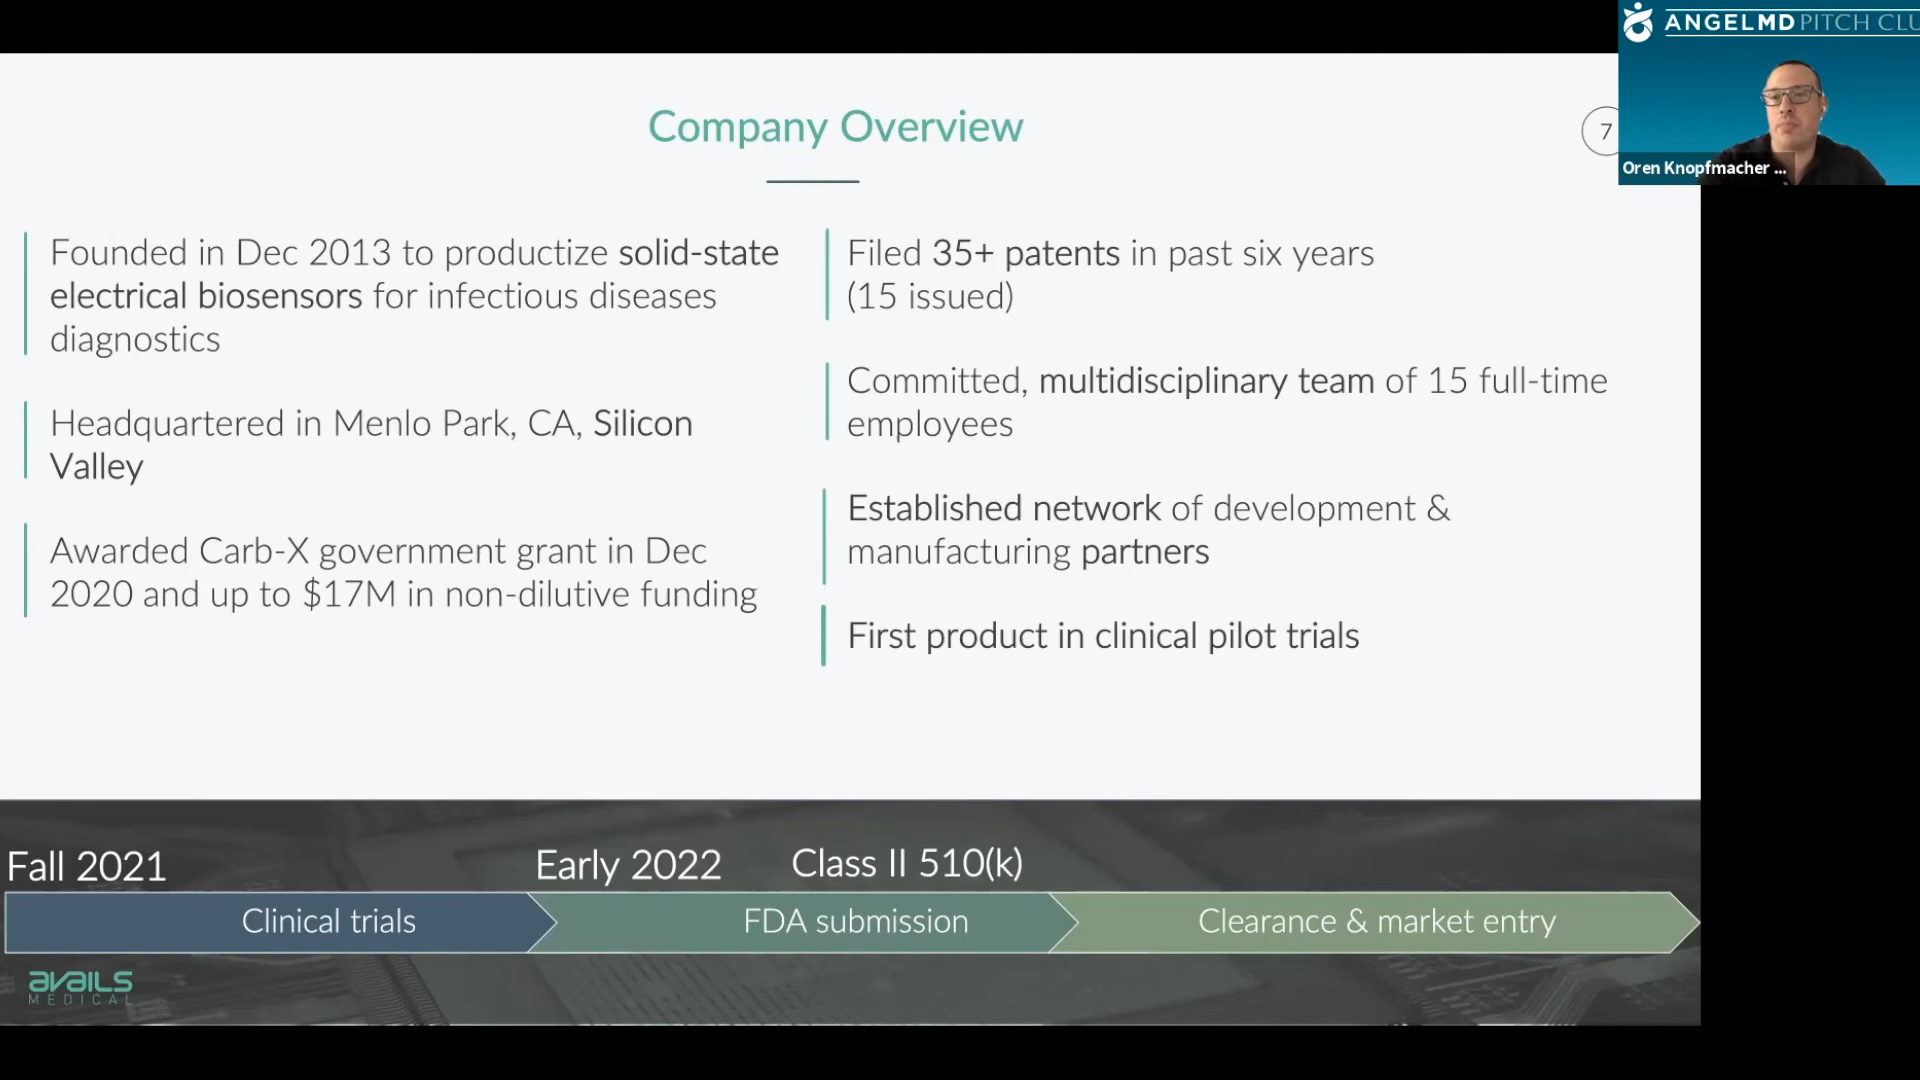 Company Overview
7
Founded in Dec 2013 to productize solid-state
electrical biosensors for infectious diseases
diagnostics
Headquartered in Menlo Park, CA, Silicon
Valley
Awarded Carb-X government grant in Dec
2020 and up to $17M in non-dilutive funding
Filed 35+ patents in past six years
(15 issued)
Committed, multidisciplinary team of 15 full-time
employees
Established network of development &
manufacturing partners
First product in clinical pilot trials
Fall 2021
Early 2022
Class II 510(k)
Clinical trials
FDA submission
Clearance & market entry
avails
MEDICAL
ANGELMD PITCH CLU
Oren Knopfmacher ...